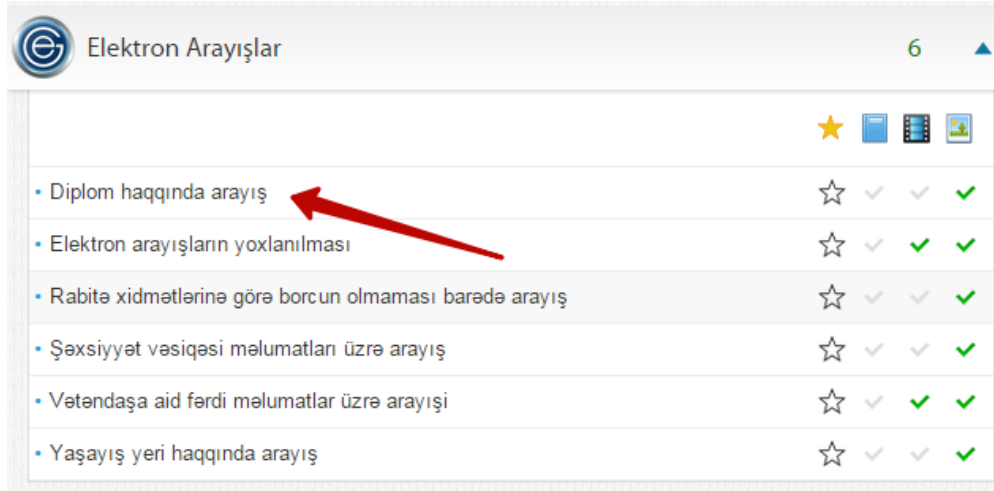 Elektron Arayışlar 6
Diplom haqqında arayış
Elektron arayışların yoxlanılması
Rabitə xidmətlərinə görə borcun olmaması barədə arayış
Şəxsiyyət vəsiqəsi məlumatları üzrə arayış
Vətəndaşa aid fərdi məlumatlar üzrə arayışi
Yaşayış yeri haqqında arayış